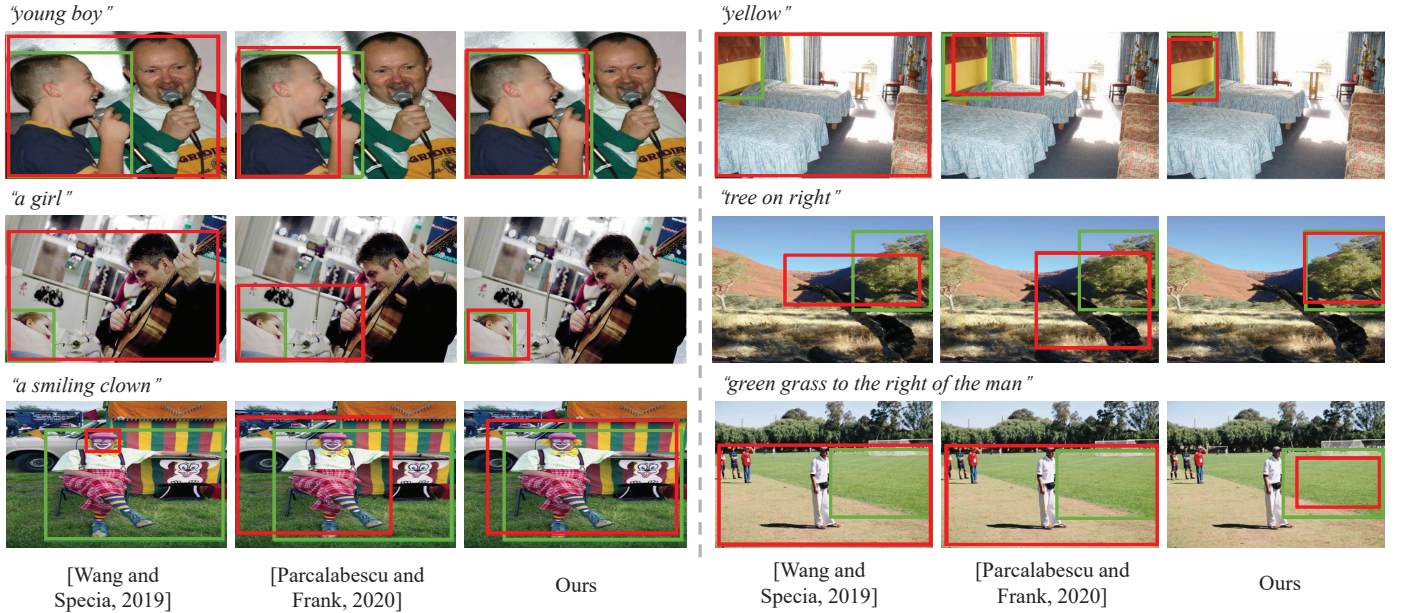 “young boy”
“yellow”
“a girl”
“tree on right”
“a smiling clown”
“green grass to the right of the man”
[Wang and
Specia, 2019]
[Parcalabescu and
Frank, 2020]
Ours
[Wang and
Specia, 2019]
[Parcalabescu and
Frank, 2020]
Ours